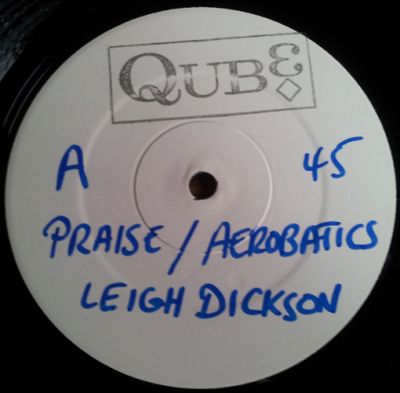 QUBE
A 45
PRAISE / AEROBATICS
LEIGH DICKSON